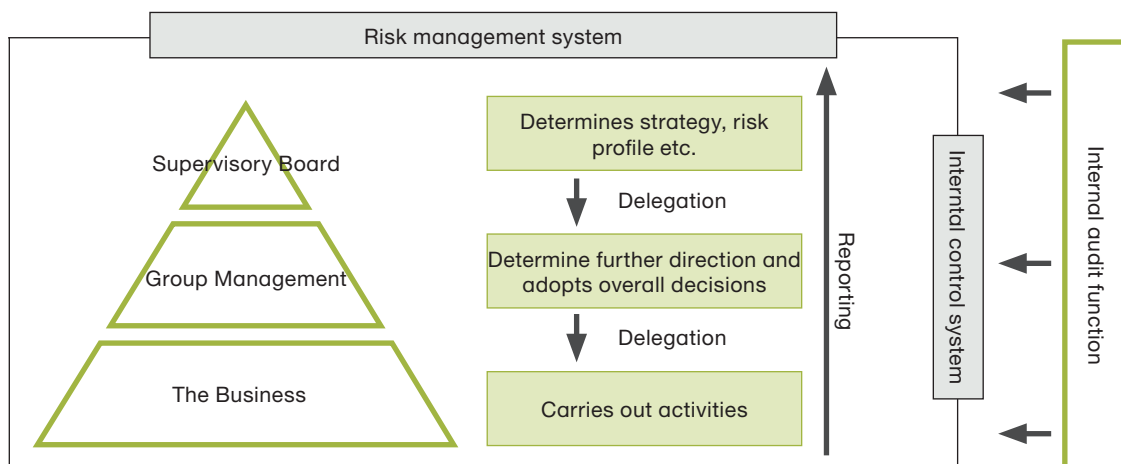 Risk management system
Supervisory Board
Determines strategy, risk
profile etc.
Delegation
Group Management
Determine further direction and
adopts overall decisions
Delegation
The Business
Carries out activities
Reporting
Interntal control system
Internal audit function